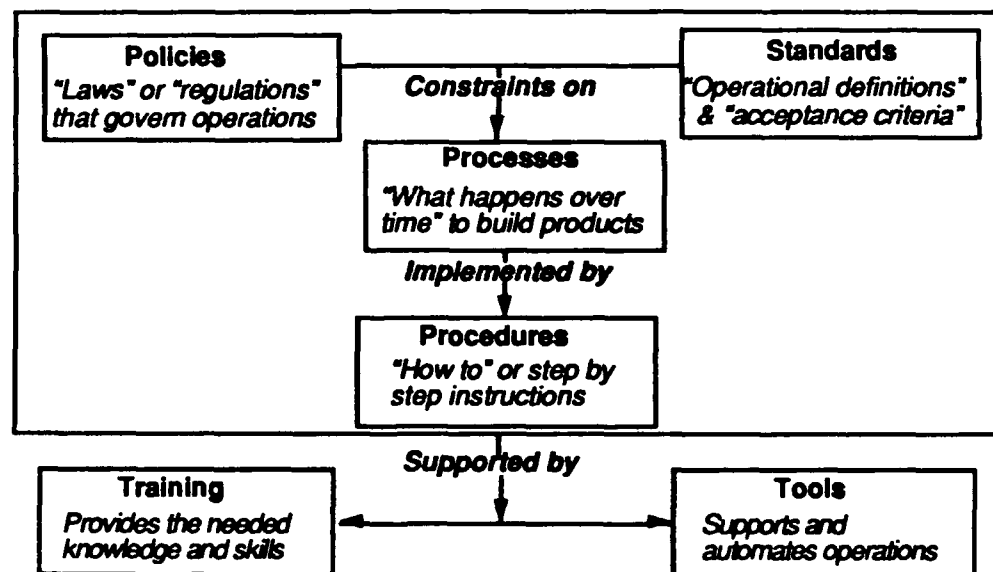 Policies
"Laws" or "regulations"
that govern operations
Constraints on
Standards
"Operational definitions"
& "acceptance criteria"
Processes
"What happens over
time" to build products
Implemented by
Procedures
"How to" or step by
step instructions
Supported by
Training
Provides the needed
knowledge and skills
Tools
Supports and
automates operations